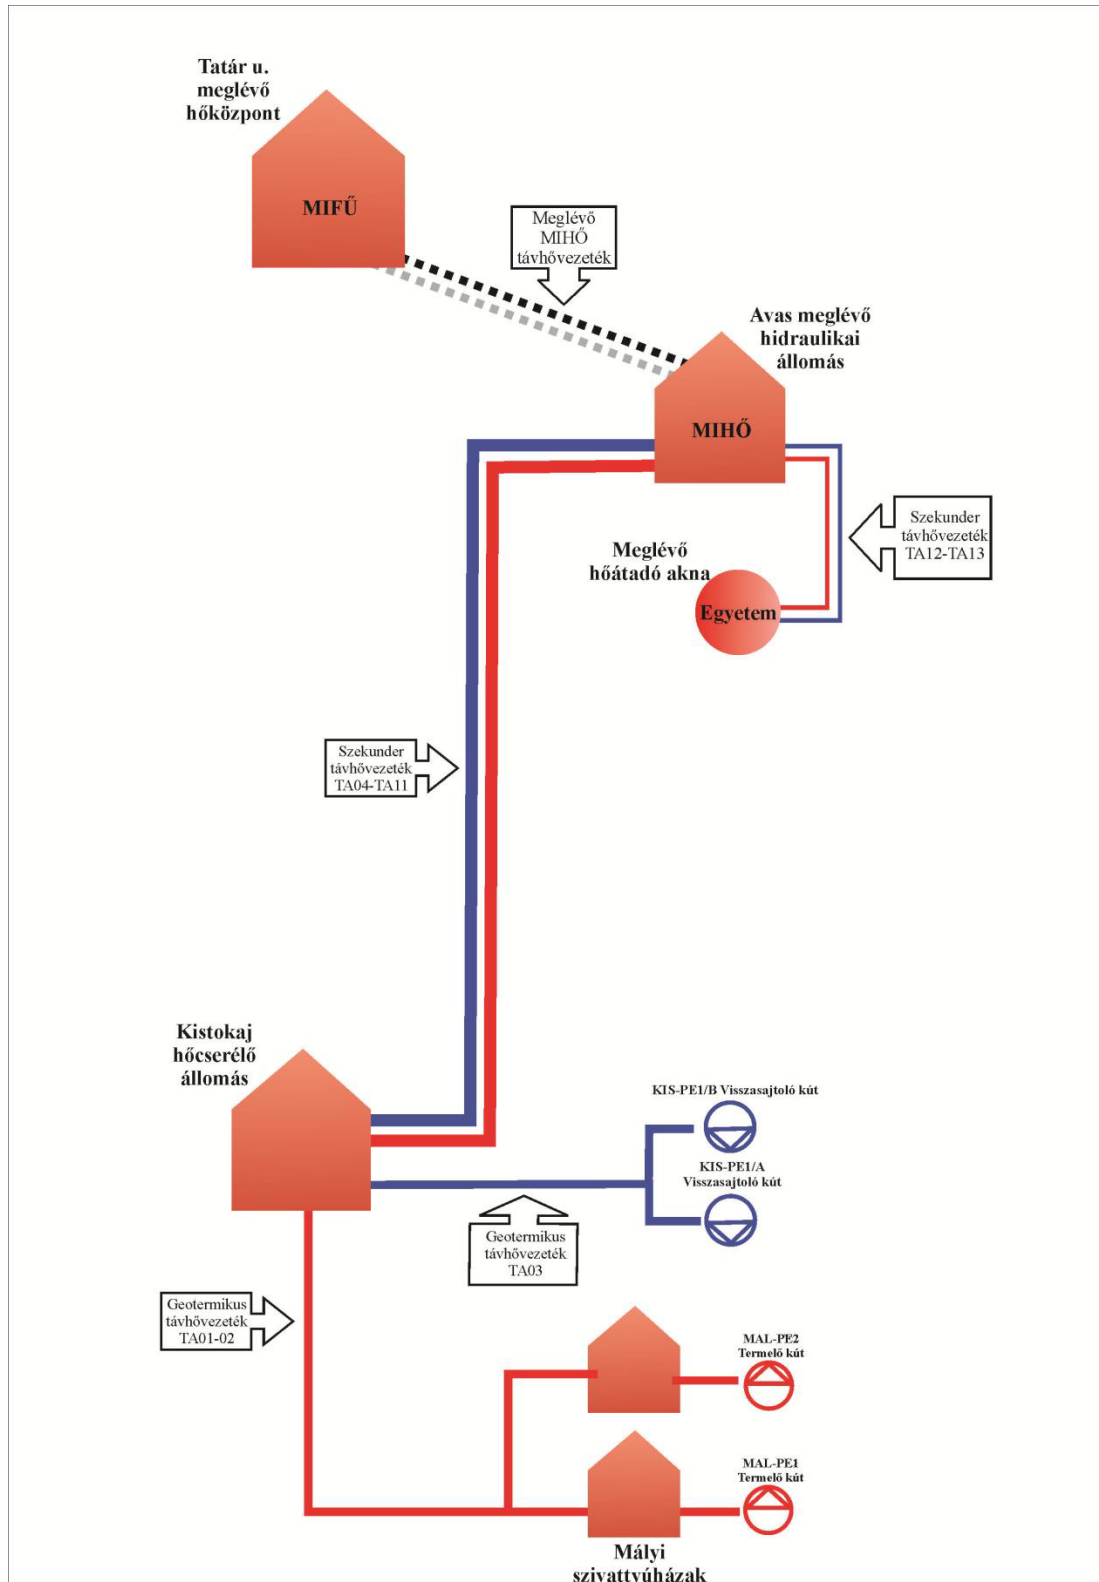 Tatár u.
meglévő
hőközpont
MIFŰ
Meglévő
MIHŐ
távhővezeték
Avas meglévő
hidraulikai
állomás
MIHŐ
Szekunder
távhővezeték
TA12-TA13
Meglévő
hőátadó akna
Egyetem
Szekunder
távhővezeték
TA04-TA11
Kistokaj
hőcserélő
állomás
KIS-PE1/B Visszasajtoló kút
KIS-PE1/A
Visszasajtoló kút
Geotermikus
távhővezeték
TA03
Geotermikus
távhővezeték
TA01-02
MAL-PE2
Termelő kút
MAL-PE1
Termelő kút
Mályi
szivattyúházak